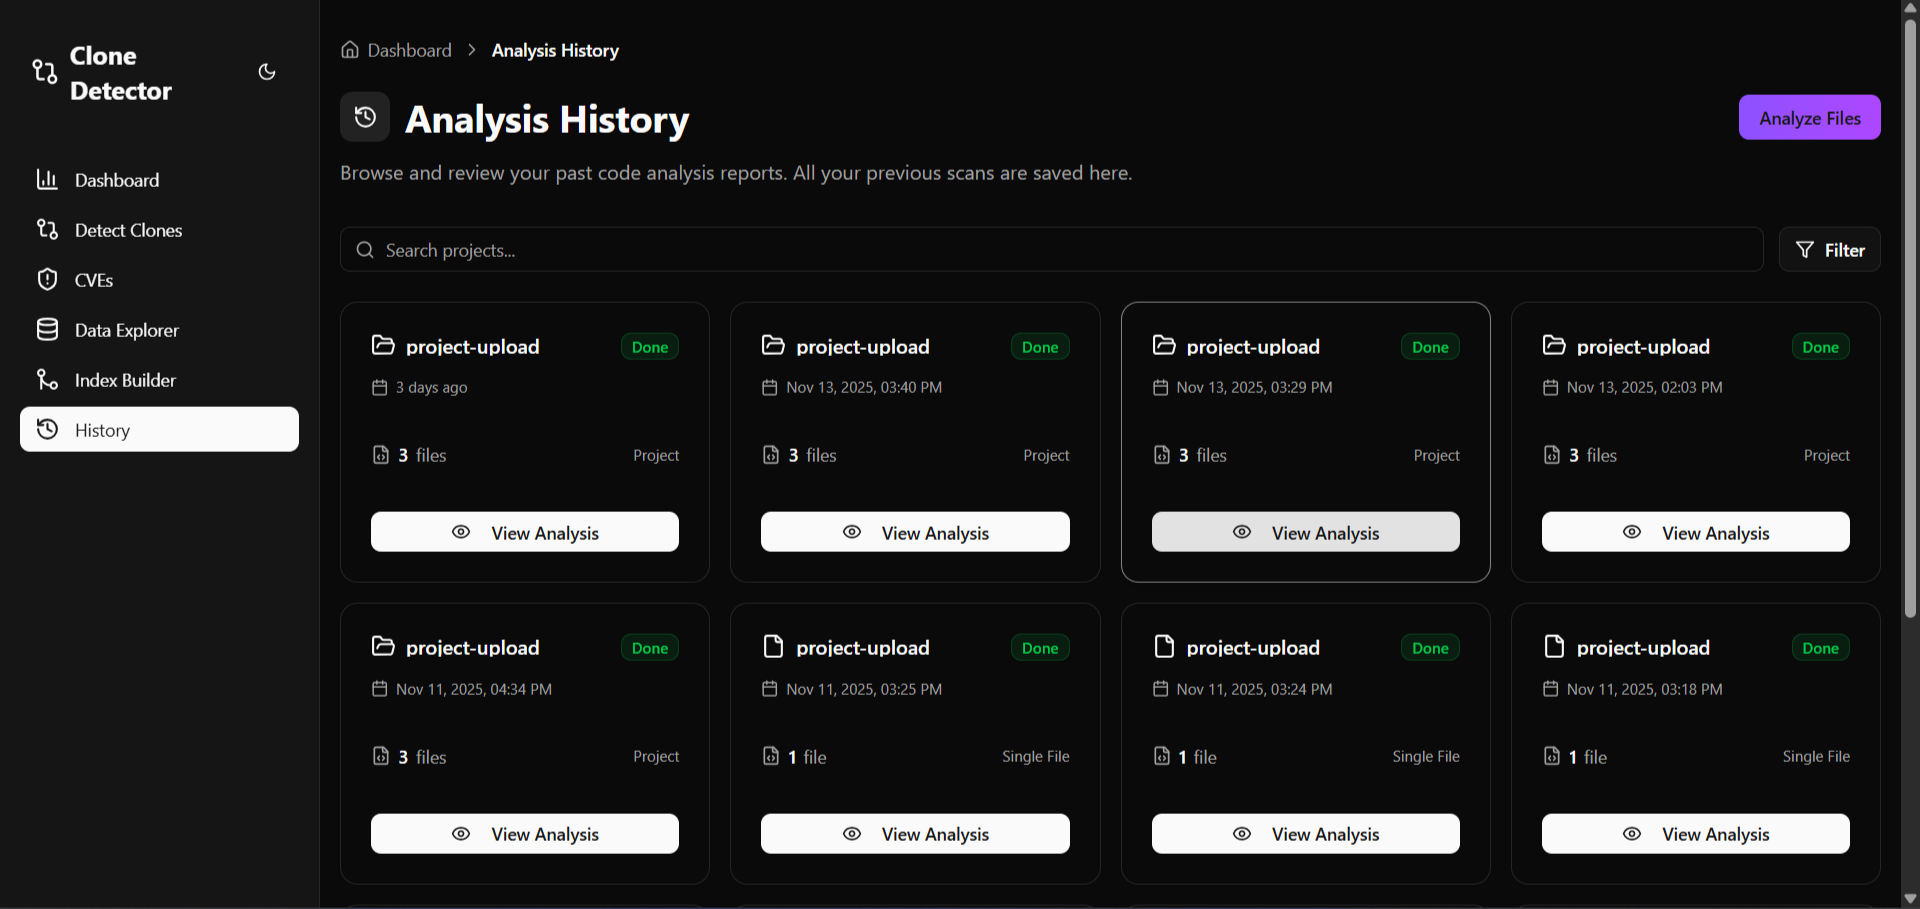 Clone
Detector
Dashboard
Detect Clones
CVEs
Data Explorer
Index Builder
History
Dashboard > Analysis History
Analysis History
Analyze Files
Browse and review your past code analysis reports. All your previous scans are saved here.
Search projects...
Filter
project-upload Done
3 days ago
3 files Project
View Analysis
project-upload Done
Nov 13, 2025, 03:40 PM
3 files Project
View Analysis
project-upload Done
Nov 13, 2025, 03:29 PM
3 files Project
View Analysis
project-upload Done
Nov 13, 2025, 02:03 PM
3 files Project
View Analysis
project-upload Done
Nov 11, 2025, 04:34 PM
3 files Project
View Analysis
project-upload Done
Nov 11, 2025, 03:25 PM
1 file Single File
View Analysis
project-upload Done
Nov 11, 2025, 03:24 PM
1 file Single File
View Analysis
project-upload Done
Nov 11, 2025, 03:18 PM
1 file Single File
View Analysis